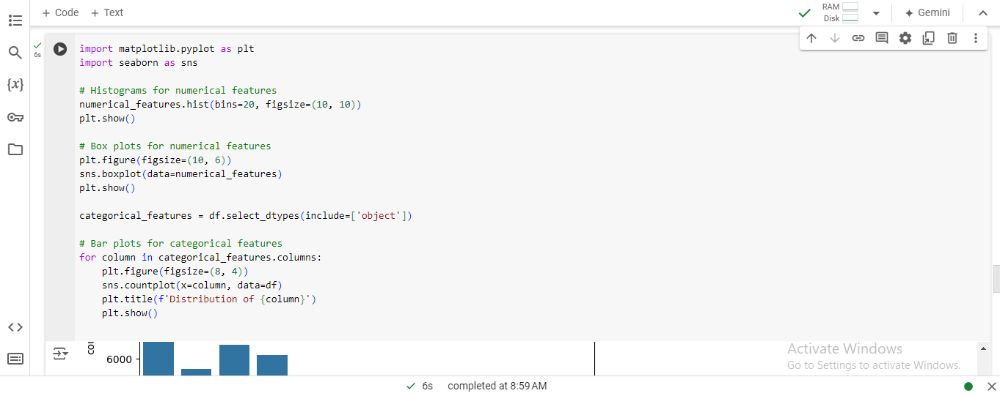 + Code + Text
RAM
Disk
Gemini
{x}
6s
import matplotlib.pyplot as plt
import seaborn as sns
# Histograms for numerical features
numerical_features.hist(bins=20, figsize=(10, 10))
plt.show()
# Box plots for numerical features
plt.figure(figsize=(10, 6))
sns.boxplot(data=numerical_features)
plt.show()
categorical_features = df.select_dtypes(include=['object'])
# Bar plots for categorical features
for column in categorical_features.columns:
    plt.figure(figsize=(8, 4))
    sns.countplot(x=column, data=df)
    plt.title(f'Distribution of {column}')
    plt.show()
6000
Activate Windows
Go to Settings to activate Windows.
6s completed at 8:59 AM